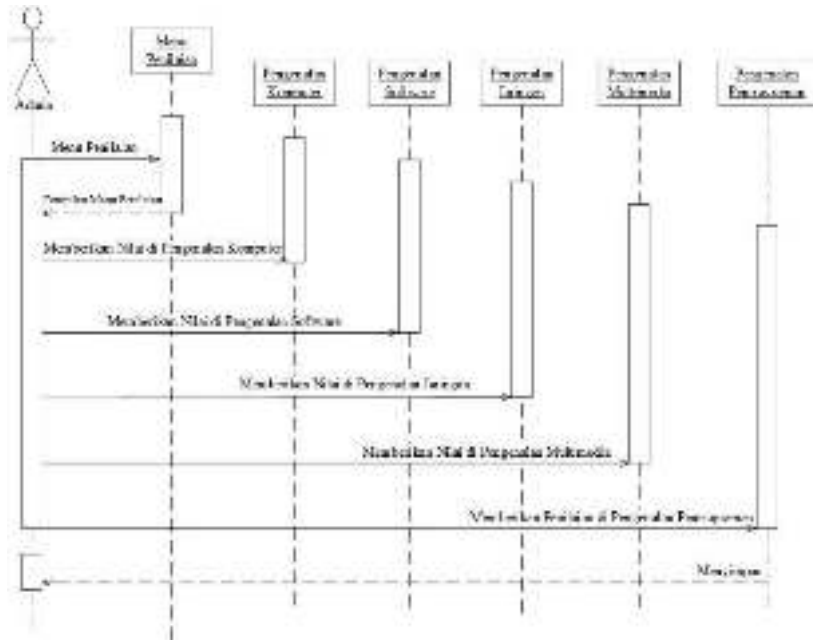 Admin
Menu
Penilaian
Pengenalan
Komputer
Pengenalan
Software
Pengenalan
Jaringan
Pengenalan
Multimedia
Pengenalan
Pemrograman
Menu Penilaian
Menu Penilaian
Memberikan Nilai di Pengenalan Komputer
Memberikan Nilai di Pengenalan Software
Memberikan Nilai di Pengenalan Jaringan
Memberikan Nilai di Pengenalan Multimedia
Memberikan Penilaian di Pengenalan Pemrograman
Menyimpan